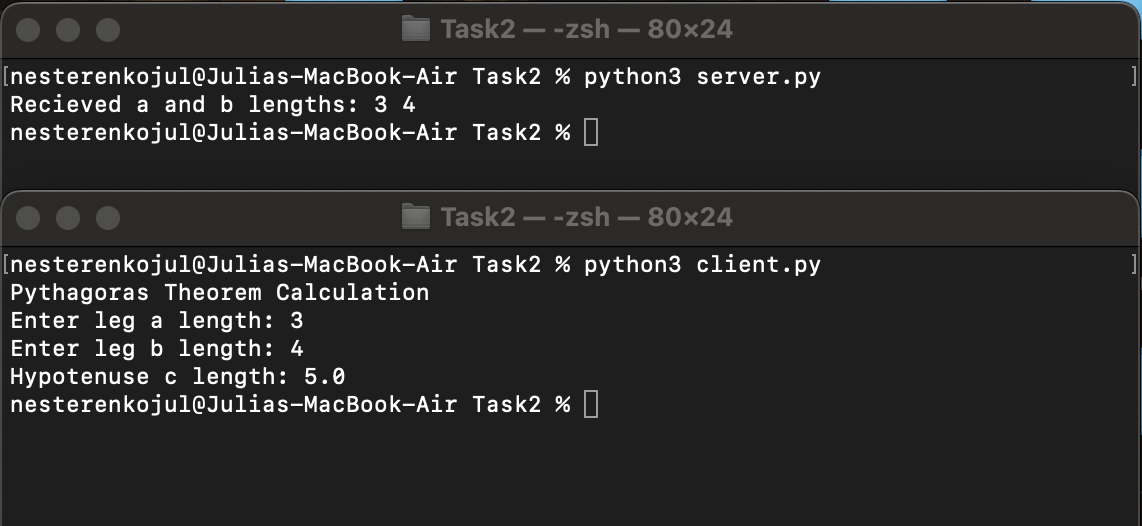 Task2 — -zsh — 80×24
[nesterenkojul@Julias-MacBook-Air Task2 % python3 server.py ]
Recieved a and b lengths: 3 4
nesterenkojul@Julias-MacBook-Air Task2 %
Task2 — -zsh — 80×24
[nesterenkojul@Julias-MacBook-Air Task2 % python3 client.py ]
Pythagoras Theorem Calculation
Enter leg a length: 3
Enter leg b length: 4
Hypotenuse c length: 5.0
nesterenkojul@Julias-MacBook-Air Task2 %